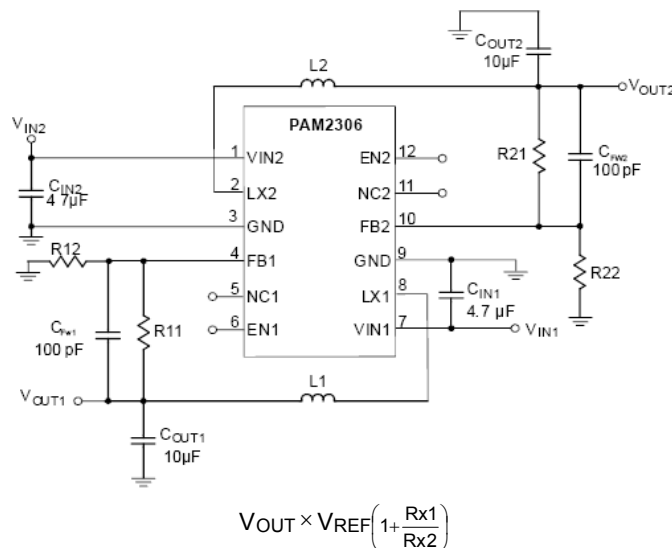 COUT2
10µF
L2
VOUT2
PAM2306
VIN2
1 VIN2
EN2 12
R21
CFW2
100 pF
CIN2
4.7µF
2 LX2
NC2 11
3 GND
FB2 10
R12
4 FB1
GND 9
R22
5 NC1
LX1 8
CIN1
4.7 µF
CFW1
100 pF
R11
6 EN1
VIN1 7
VIN1
VOUT1
L1
COUT1
10µF
VOUT × VREF(1+Rx1/Rx2)